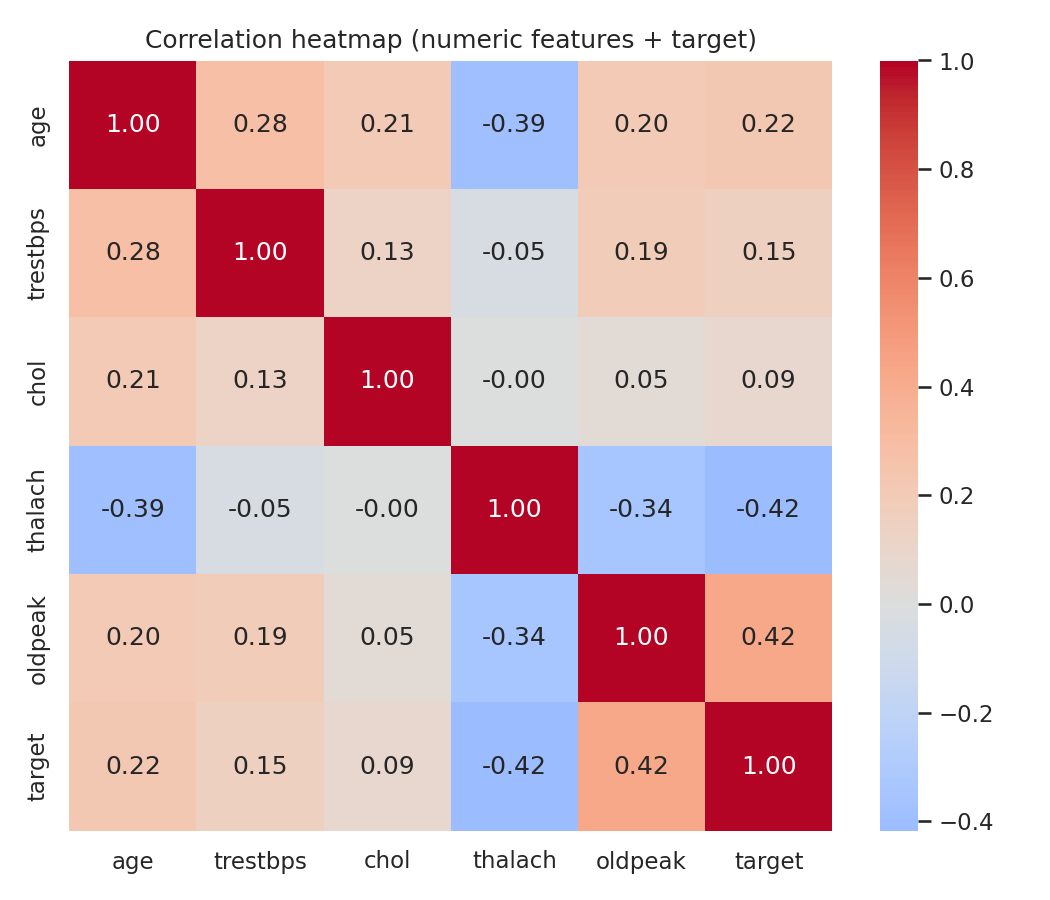 Correlation heatmap (numeric features + target)
age 1.00 0.28 0.21 -0.39 0.20 0.22
trestbps 0.28 1.00 0.13 -0.05 0.19 0.15
chol 0.21 0.13 1.00 -0.00 0.05 0.09
thalach -0.39 -0.05 -0.00 1.00 -0.34 -0.42
oldpeak 0.20 0.19 0.05 -0.34 1.00 0.42
target 0.22 0.15 0.09 -0.42 0.42 1.00
age trestbps chol thalach oldpeak target
1.0
0.8
0.6
0.4
0.2
0.0
−0.2
−0.4